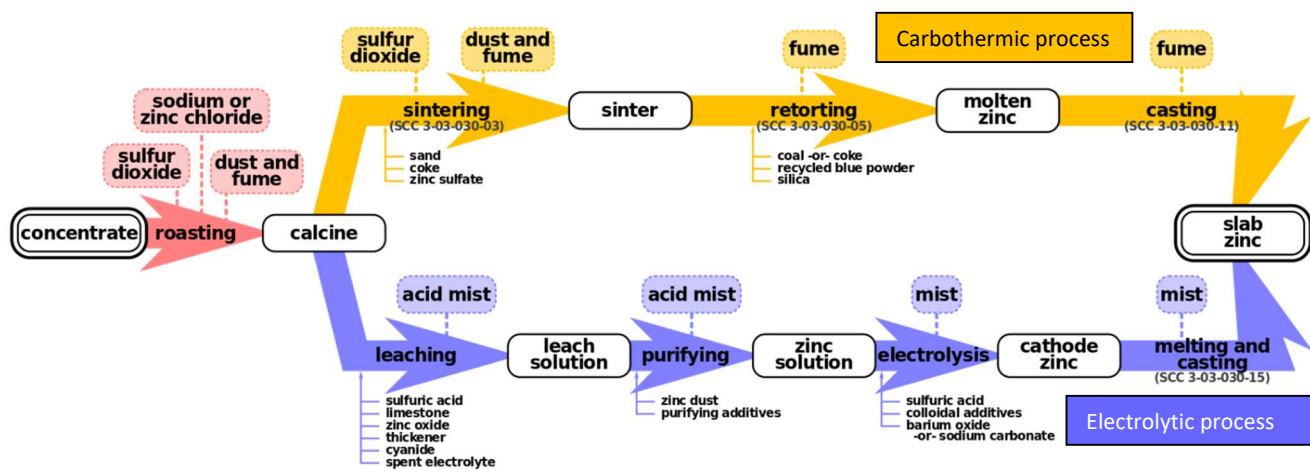 Carbothermic process
sulfur
dioxide
dust and
fume
fume
fume
sodium or
zinc chloride
sintering
(SCC 3-03-030-03)
sinter
retorting
(SCC 3-03-030-05)
molten
zinc
casting
(SCC 3-03-030-11)
sulfur
dioxide
dust and
fume
sand
coke
zinc sulfate
coal -or- coke
recycled blue powder
silica
concentrate
roasting
calcine
slab
zinc
acid mist
acid mist
mist
mist
leaching
leach
solution
purifying
zinc
solution
electrolysis
cathode
zinc
melting and
casting
(SCC 3-03-030-15)
sulfuric acid
limestone
zinc oxide
thickener
cyanide
spent electrolyte
zinc dust
purifying additives
sulfuric acid
colloidal additives
barium oxide
-or- sodium carbonate
Electrolytic process